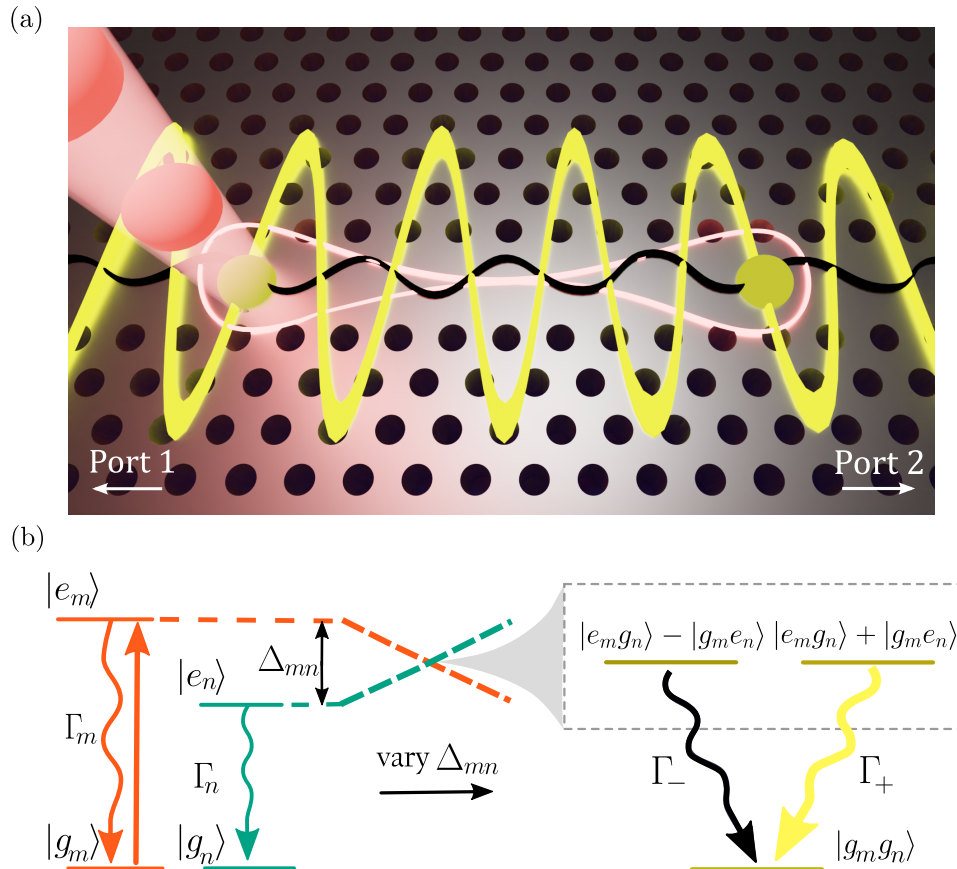 (a)
Port 1
Port 2
(b)
|e_m⟩
|e_m g_n⟩ − |g_m e_n⟩ |e_m g_n⟩ + |g_m e_n⟩
Δ_mn
|e_n⟩
Γ_m
Γ_n
vary Δ_mn
Γ_−
Γ_+
|g_m⟩
|g_n⟩
|g_m g_n⟩